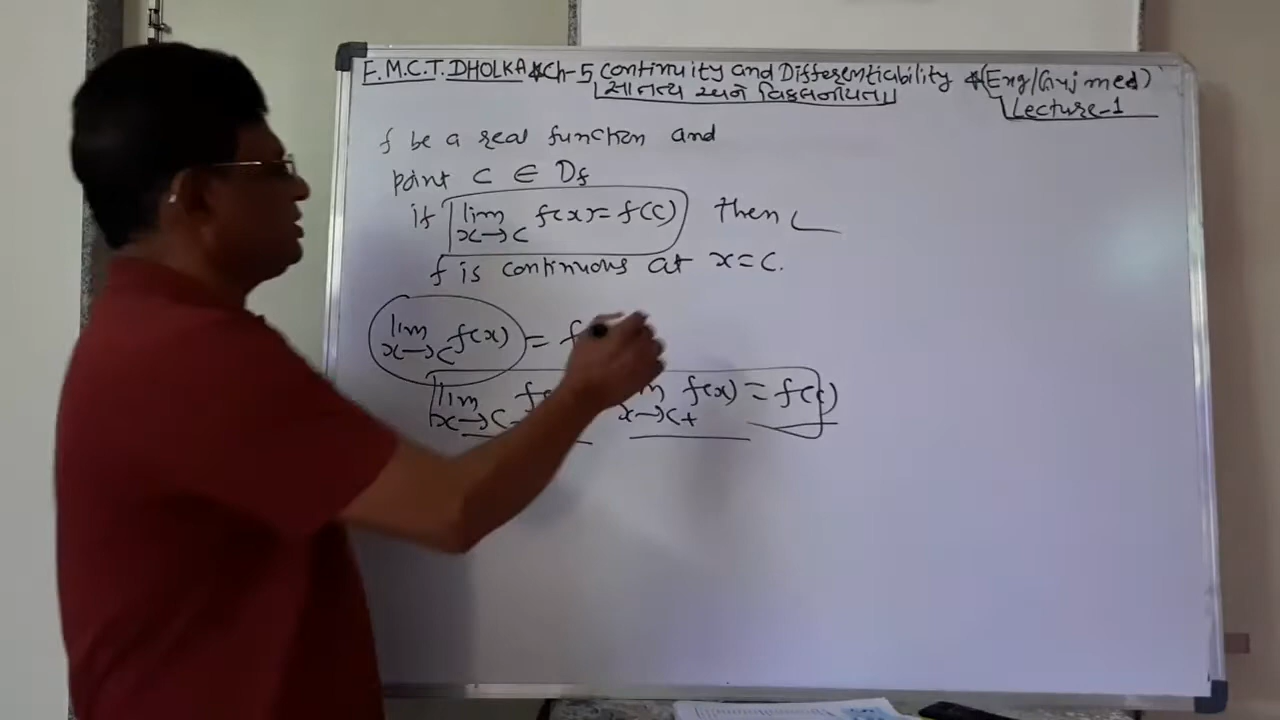 F.M.C.T. DHOLKA * Ch-5 Continuity and Differentiability * (Eng/Guj med)
સાતત્ય અને વિકલનીયતા
Lecture-1
f be a real function and
point c ∈ Df
if lim x→c f(x) = f(c) then
f is continuous at x=c.
lim x→c f(x) = f
lim x→c- lim x→c+ f(x) = f(c)